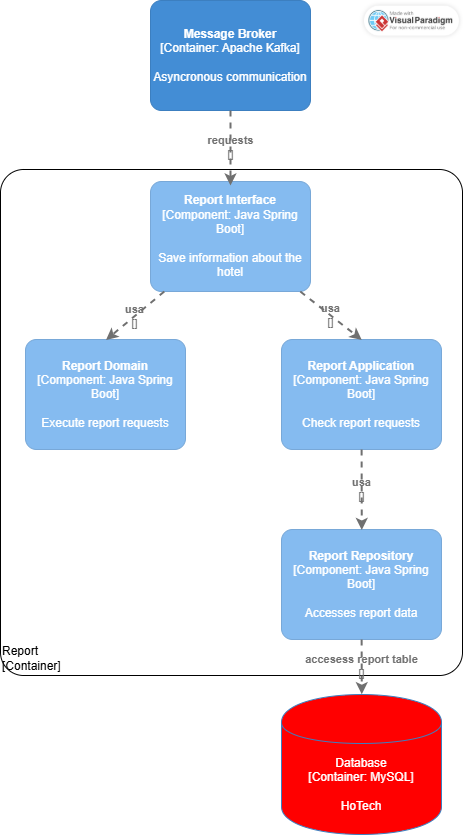 Made with
Visual Paradigm
For non-commercial use
Message Broker
[Container: Apache Kafka]
Asyncronous communication
requests
Report Interface
[Component: Java Spring
Boot]
Save information about the
hotel
usa
usa
Report Domain
[Component: Java Spring
Boot]
Execute report requests
Report Application
[Component: Java Spring
Boot]
Check report requests
usa
Report Repository
[Component: Java Spring
Boot]
Accesses report data
Report
[Container]
accesess report table
Database
[Container: MySQL]
HoTech